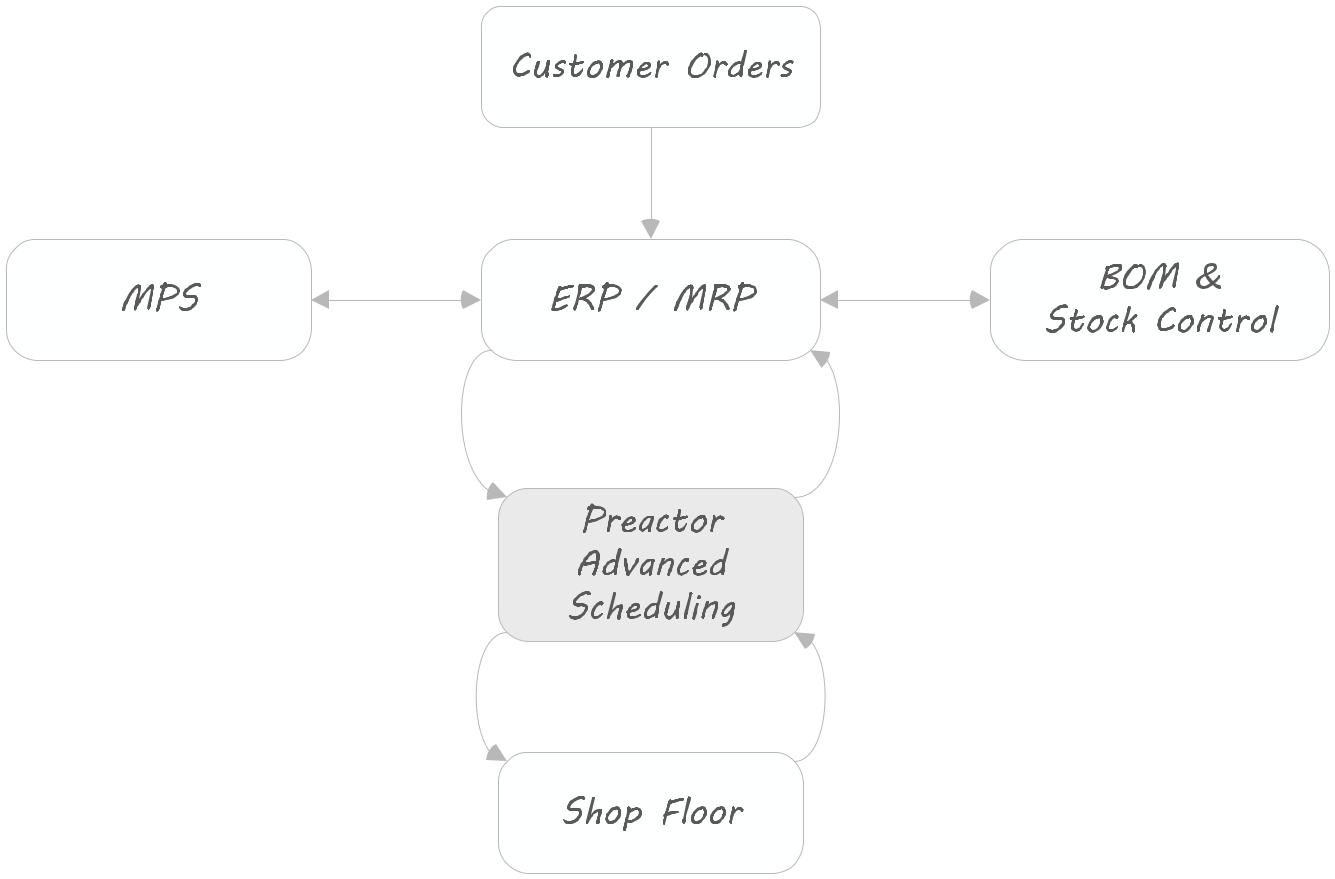 Customer Orders
MPS
ERP / MRP
BOM &
Stock Control
Preactor
Advanced
Scheduling
Shop Floor